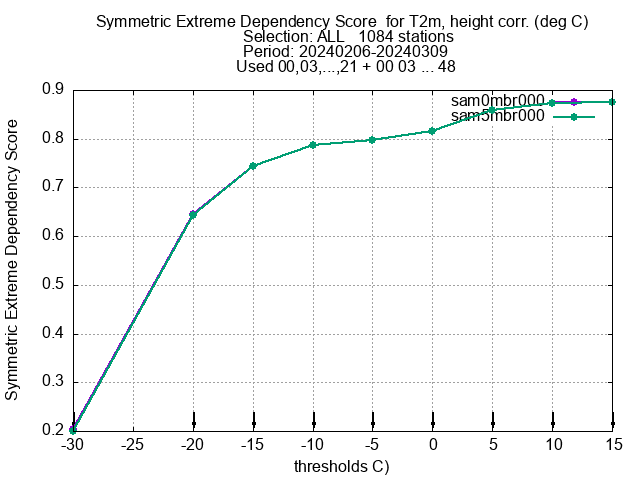 Symmetric Extreme Dependency Score for T2m, height corr. (deg C)
Selection: ALL 1084 stations
Period: 20240206-20240309
Used 00,03,...,21 + 00 03 ... 48
Symmetric Extreme Dependency Score
0.9
0.8
0.7
0.6
0.5
0.4
0.3
0.2
sam0mbr000
sam5mbr000
-30 -25 -20 -15 -10 -5 0 5 10 15
thresholds C)